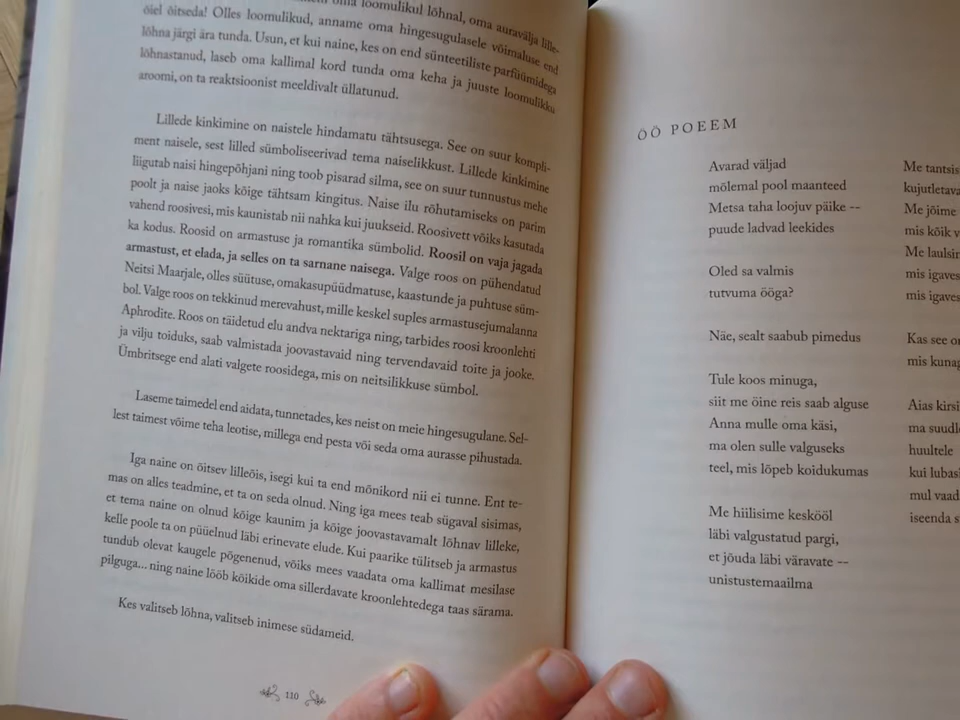 oma loomulikul lõhnal, oma auravälja lille-
õiel õitseda! Olles loomulikud, anname oma hingesugulasele võimaluse end
lõhna järgi ära tunda. Usun, et kui naine, kes on end sünteetiliste parfüümidega
lõhnastanud, laseb oma kallimal kord tunda oma keha ja juuste loomulikku
aroomi, on ta reaktsioonist meeldivalt üllatunud.
Lillede kinkimine on naistele hindamatu tähtsusega. See on suur kompli-
ment naisele, sest lilled sümboliseerivad tema naiselikkust. Lillede kinkimine
liigutab naisi hingepõhjani ning toob pisarad silma, see on suur tunnustus mehe
poolt ja naise jaoks kõige tähtsam kingitus. Naise ilu rõhutamiseks on parim
vahend roosivesi, mis kaunistab nii nahka kui juukseid. Roosivett võiks kasutada
ka kodus. Roosid on armastuse ja romantika sümbolid. Roosil on vaja jagada
armastust, et elada, ja selles on ta sarnane naisega. Valge roos on pühendatud
Neitsi Maarjale, olles süütuse, omakasupüüdmatuse, kaastunde ja puhtuse süm-
bol. Valge roos on tekkinud merevahust, mille keskel suples armastusejumalanna
Aphrodite. Roos on täidetud elu andva nektariga ning, tarbides roosi kroonlehti
ja vilju toiduks, saab valmistada joovastavaid ning tervendavaid toite ja jooke.
Ümbritsege end alati valgete roosidega, mis on neitsilikkuse sümbol.
Laseme taimedel end aidata, tunnetades, kes neist on meie hingesugulane. Sel-
lest taimest võime teha leotise, millega end pesta või seda oma aurasse pihustada.
Iga naine on õitsev lilleõis, isegi kui ta end mõnikord nii ei tunne. Ent te-
mas on alles teadmine, et ta on seda olnud. Ning iga mees teab sügaval sisimas,
et tema naine on olnud kõige kaunim ja kõige joovastavamalt lõhnav lilleke,
kelle poole ta on püüelnud läbi erinevate elude. Kui paarike tülitseb ja armastus
tundub olevat kaugele põgenenud, võiks mees vaadata oma kallimat mesilase
pilguga... ning naine lööb kõikide oma sillerdavate kroonlehtedega taas särama.
Kes valitseb lõhna, valitseb inimese südameid.
110
ÖÖ POEEM
Avarad väljad
mõlemal pool maanteed
Metsa taha loojuv päike --
puude ladvad leekides
Oled sa valmis
tutvuma ööga?
Näe, sealt saabub pimedus
Tule koos minuga,
siit me öine reis saab alguse
Anna mulle oma käsi,
ma olen sulle valguseks
teel, mis lõpeb koidukumas
Me hiilisime keskööl
läbi valgustatud pargi,
et jõuda läbi väravate --
unistustemaailma
Me tantsis
kujutletava
Me jõime
mis kõik v
Me laulsin
mis igaves
mis igaves
Kas see on
mis kunag
Aias kirsi
ma suudle
huultele
kui lubas
mul vaad
iseenda s